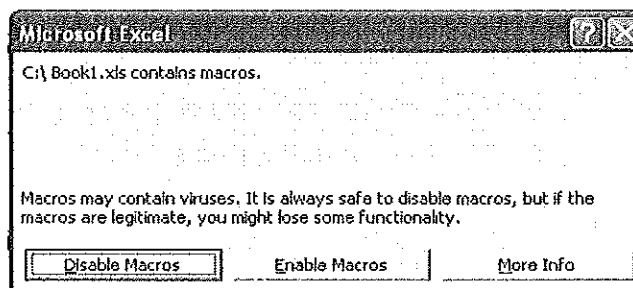 Microsoft Excel
C:\ Book1.xls contains macros.
Macros may contain viruses. It is always safe to disable macros, but if the
macros are legitimate, you might lose some functionality.
Disable Macros Enable Macros More Info